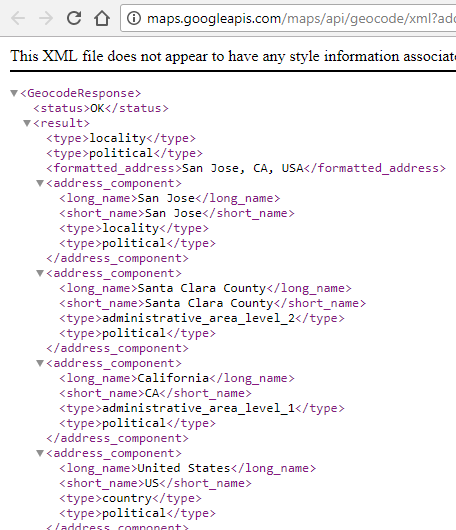 maps.googleapis.com/maps/api/geocode/xml?add
This XML file does not appear to have any style information associate
<GeocodeResponse>
<status>OK</status>
<result>
<type>locality</type>
<type>political</type>
<formatted_address>San Jose, CA, USA</formatted_address>
<address_component>
<long_name>San Jose</long_name>
<short_name>San Jose</short_name>
<type>locality</type>
<type>political</type>
</address_component>
<address_component>
<long_name>Santa Clara County</long_name>
<short_name>Santa Clara County</short_name>
<type>administrative_area_level_2</type>
<type>political</type>
</address_component>
<address_component>
<long_name>California</long_name>
<short_name>CA</short_name>
<type>administrative_area_level_1</type>
<type>political</type>
</address_component>
<address_component>
<long_name>United States</long_name>
<short_name>US</short_name>
<type>country</type>
<type>political</type>
</address_component>